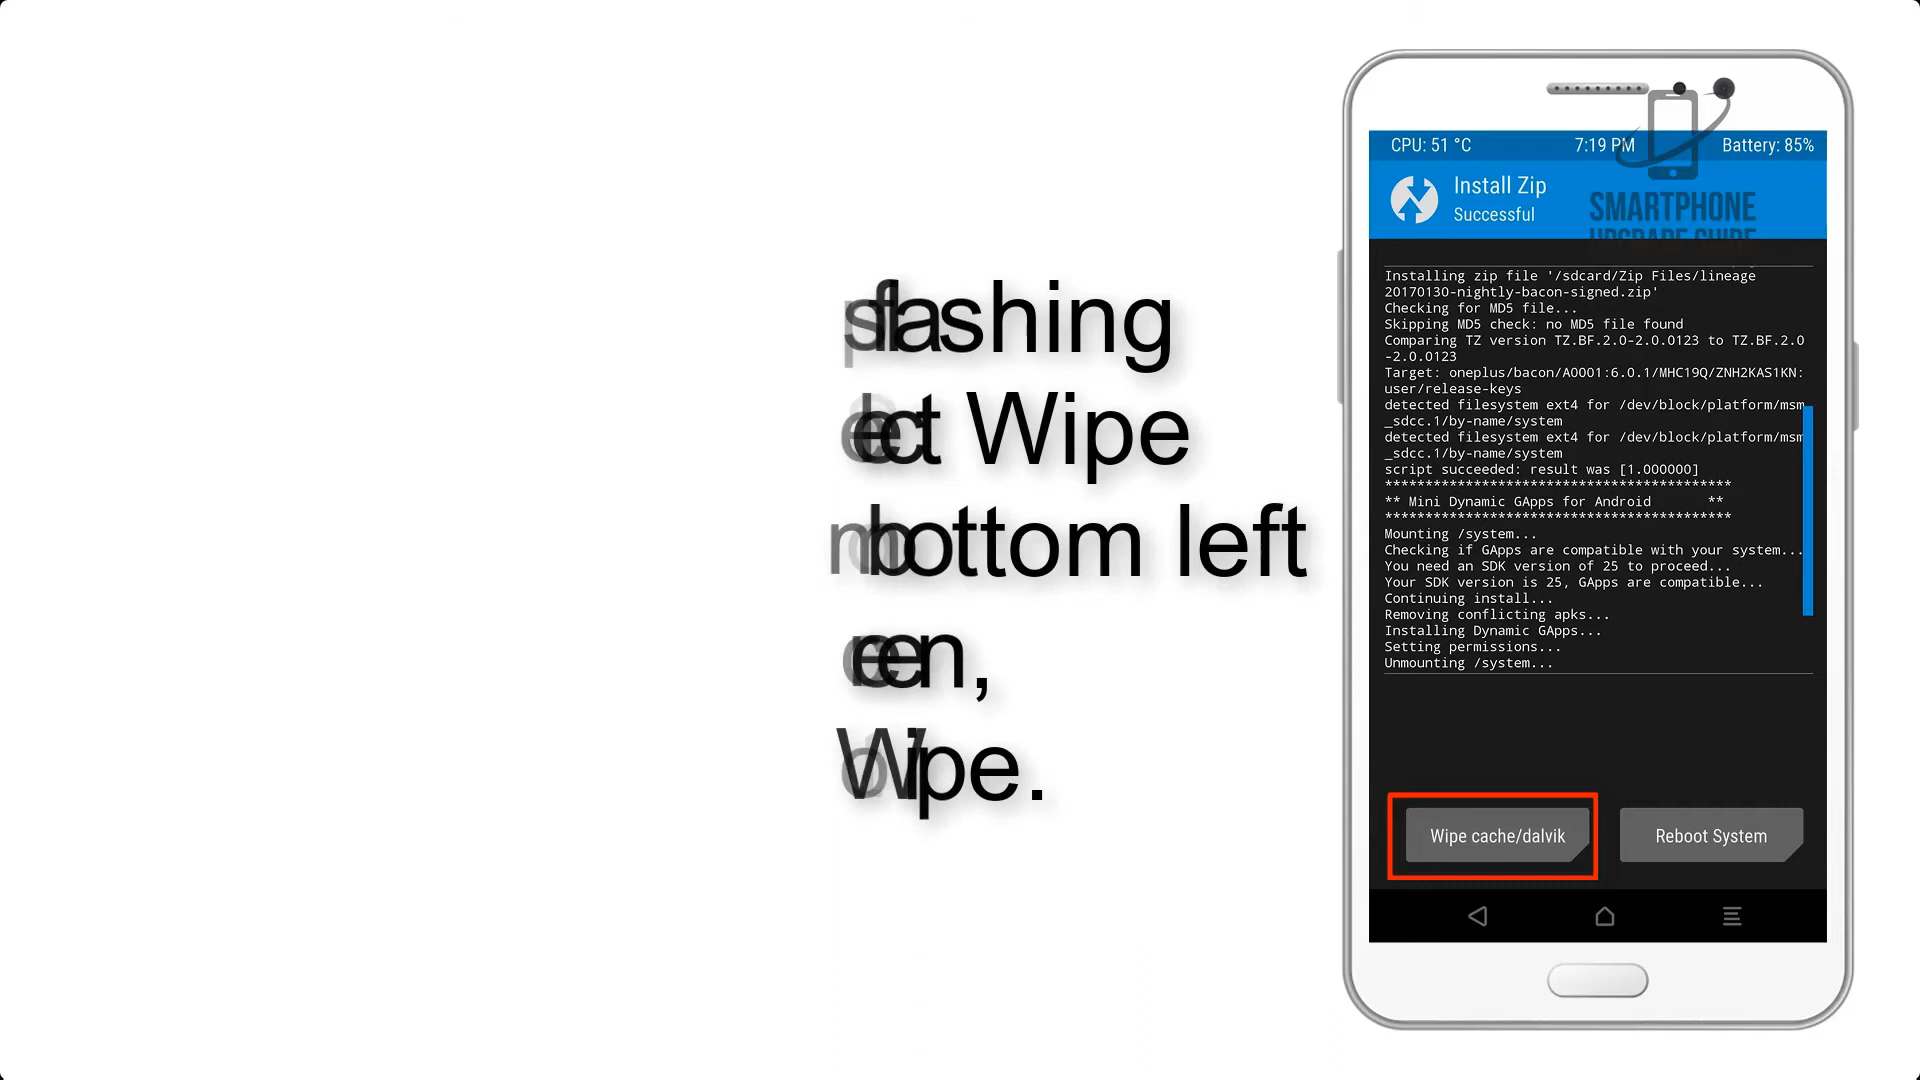 flashing
Wipe
bottom left
Wipe.
CPU: 51 °C 7:19 PM Battery: 85%
Install Zip
Successful
SMARTPHONE
UPGRADE GUIDE
Installing zip file '/sdcard/Zip Files/lineage
20170130-nightly-bacon-signed.zip'
Checking for MD5 file...
Skipping MD5 check: no MD5 file found
Comparing TZ version TZ.BF.2.0-2.0.0123 to TZ.BF.2.0
-2.0.0123
Target: oneplus/bacon/A0001:6.0.1/MHC19Q/ZNH2KAS1KN:
user/release-keys
detected filesystem ext4 for /dev/block/platform/msm
_sdcc.1/by-name/system
detected filesystem ext4 for /dev/block/platform/msm
_sdcc.1/by-name/system
script succeeded: result was [1.000000]
******************************************
** Mini Dynamic GApps for Android **
******************************************
Mounting /system...
Checking if GApps are compatible with your system...
You need an SDK version of 25 to proceed...
Your SDK version is 25, GApps are compatible...
Continuing install...
Removing conflicting apks...
Installing Dynamic GApps...
Setting permissions...
Unmounting /system...
Wipe cache/dalvik
Reboot System